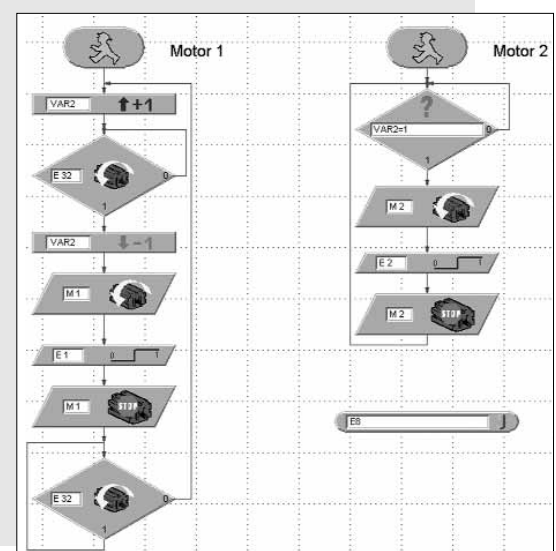 Motor 1
VAR2 +1
E 32 0
1
VAR2 -1
M 1
E 1 0 1
M 1 STOP
E 32 0
1
Motor 2
?
VAR2=1 0
1
M 2
E 2 0 1
M 2 STOP
E8